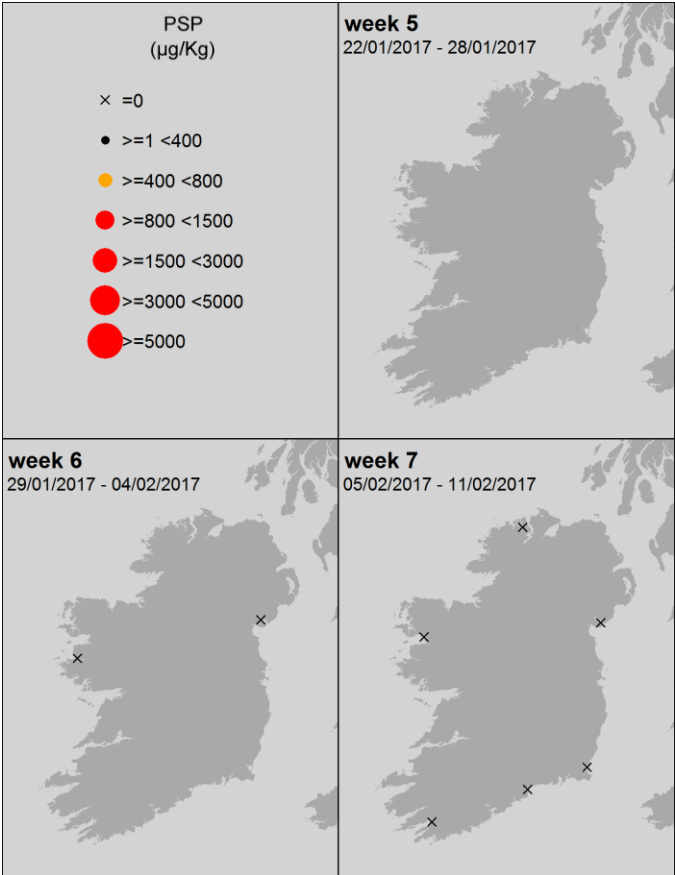 PSP
(µg/Kg)
=0
>=1 <400
>=400 <800
>=800 <1500
>=1500 <3000
>=3000 <5000
>=5000
week 5
22/01/2017 - 28/01/2017
week 6
29/01/2017 - 04/02/2017
week 7
05/02/2017 - 11/02/2017